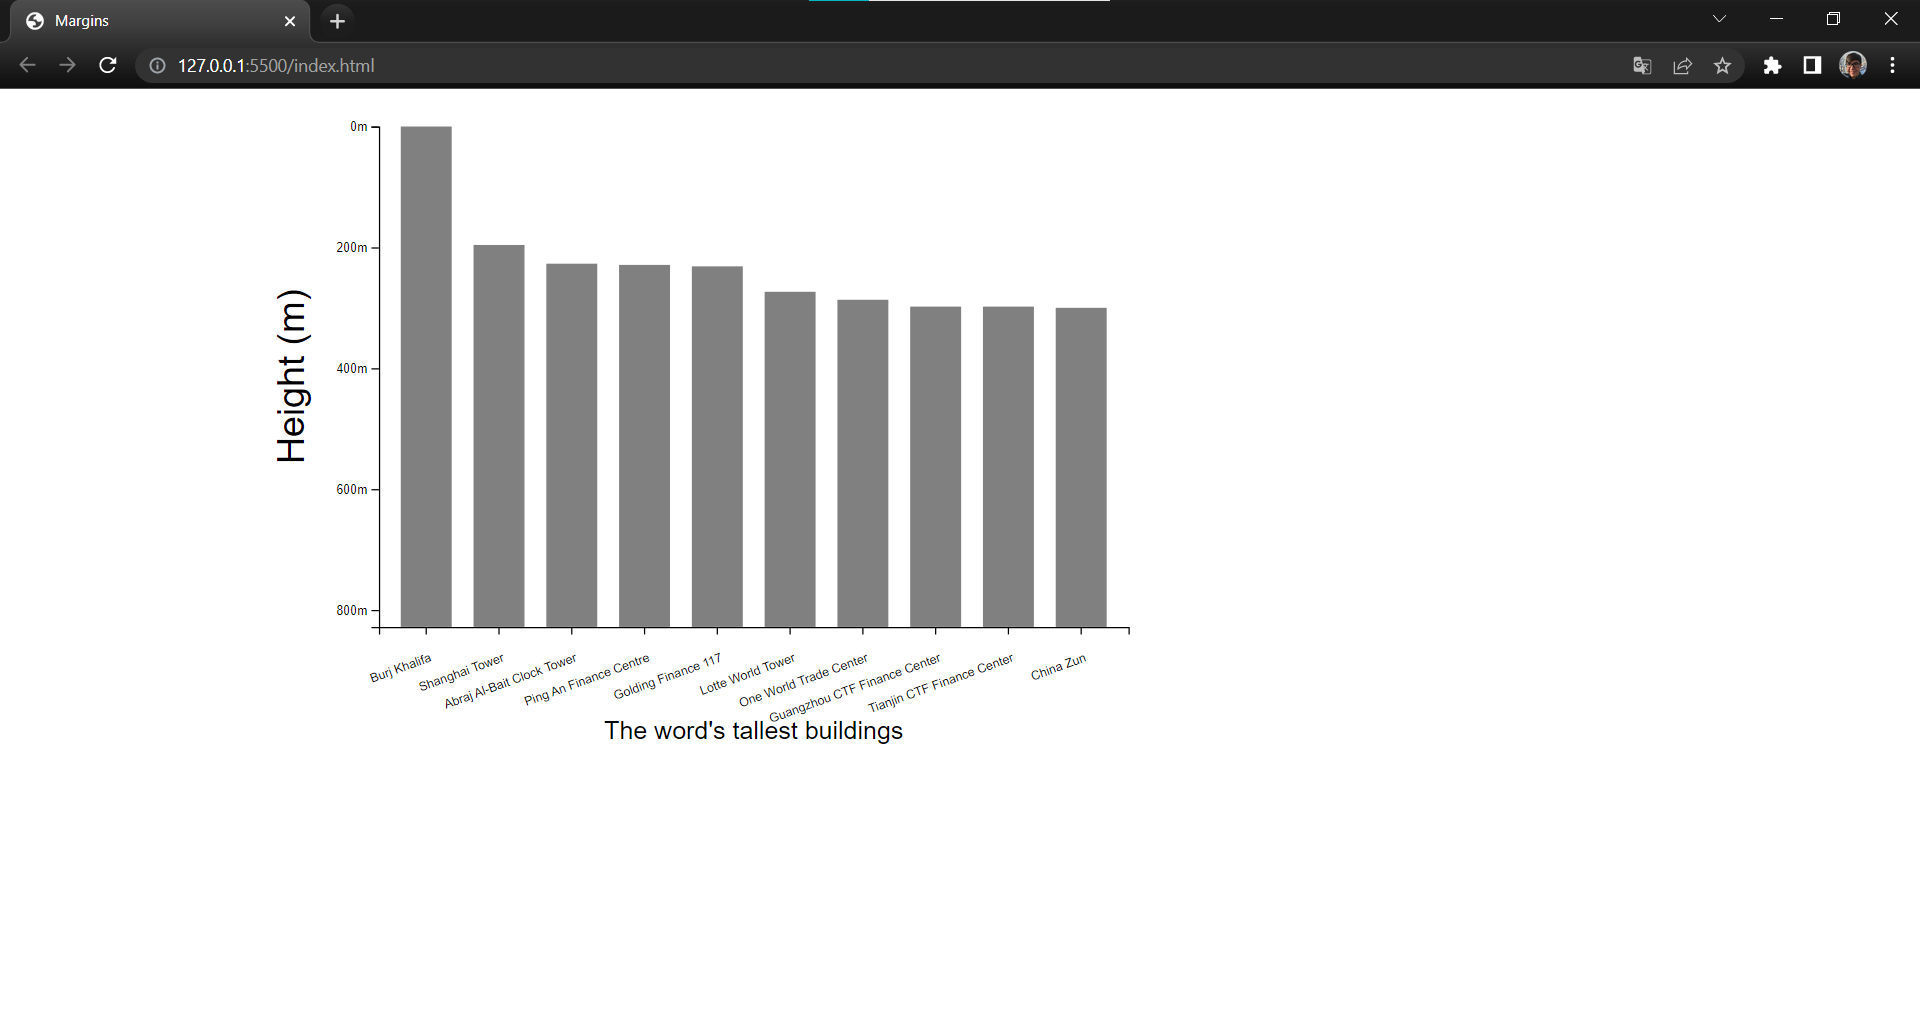 Margins
127.0.0.1:5500/index.html
0m
200m
400m
600m
800m
Height (m)
Burj Khalifa
Shanghai Tower
Abraj Al-Bait Clock Tower
Ping An Finance Centre
Golding Finance 117
Lotte World Tower
One World Trade Center
Guangzhou CTF Finance Center
Tianjin CTF Finance Center
China Zun
The word's tallest buildings